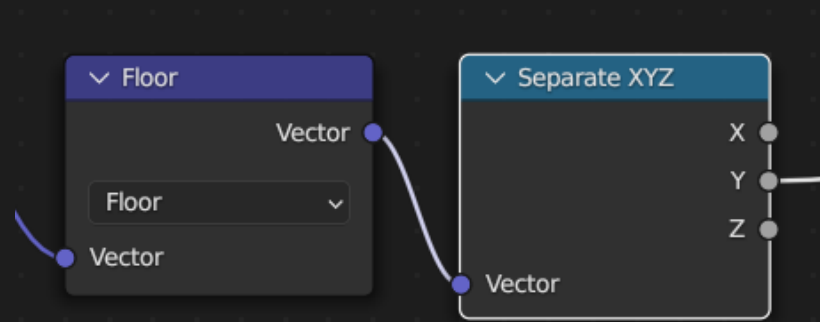 Floor
Vector
Floor
Vector
Separate XYZ
X
Y
Z
Vector